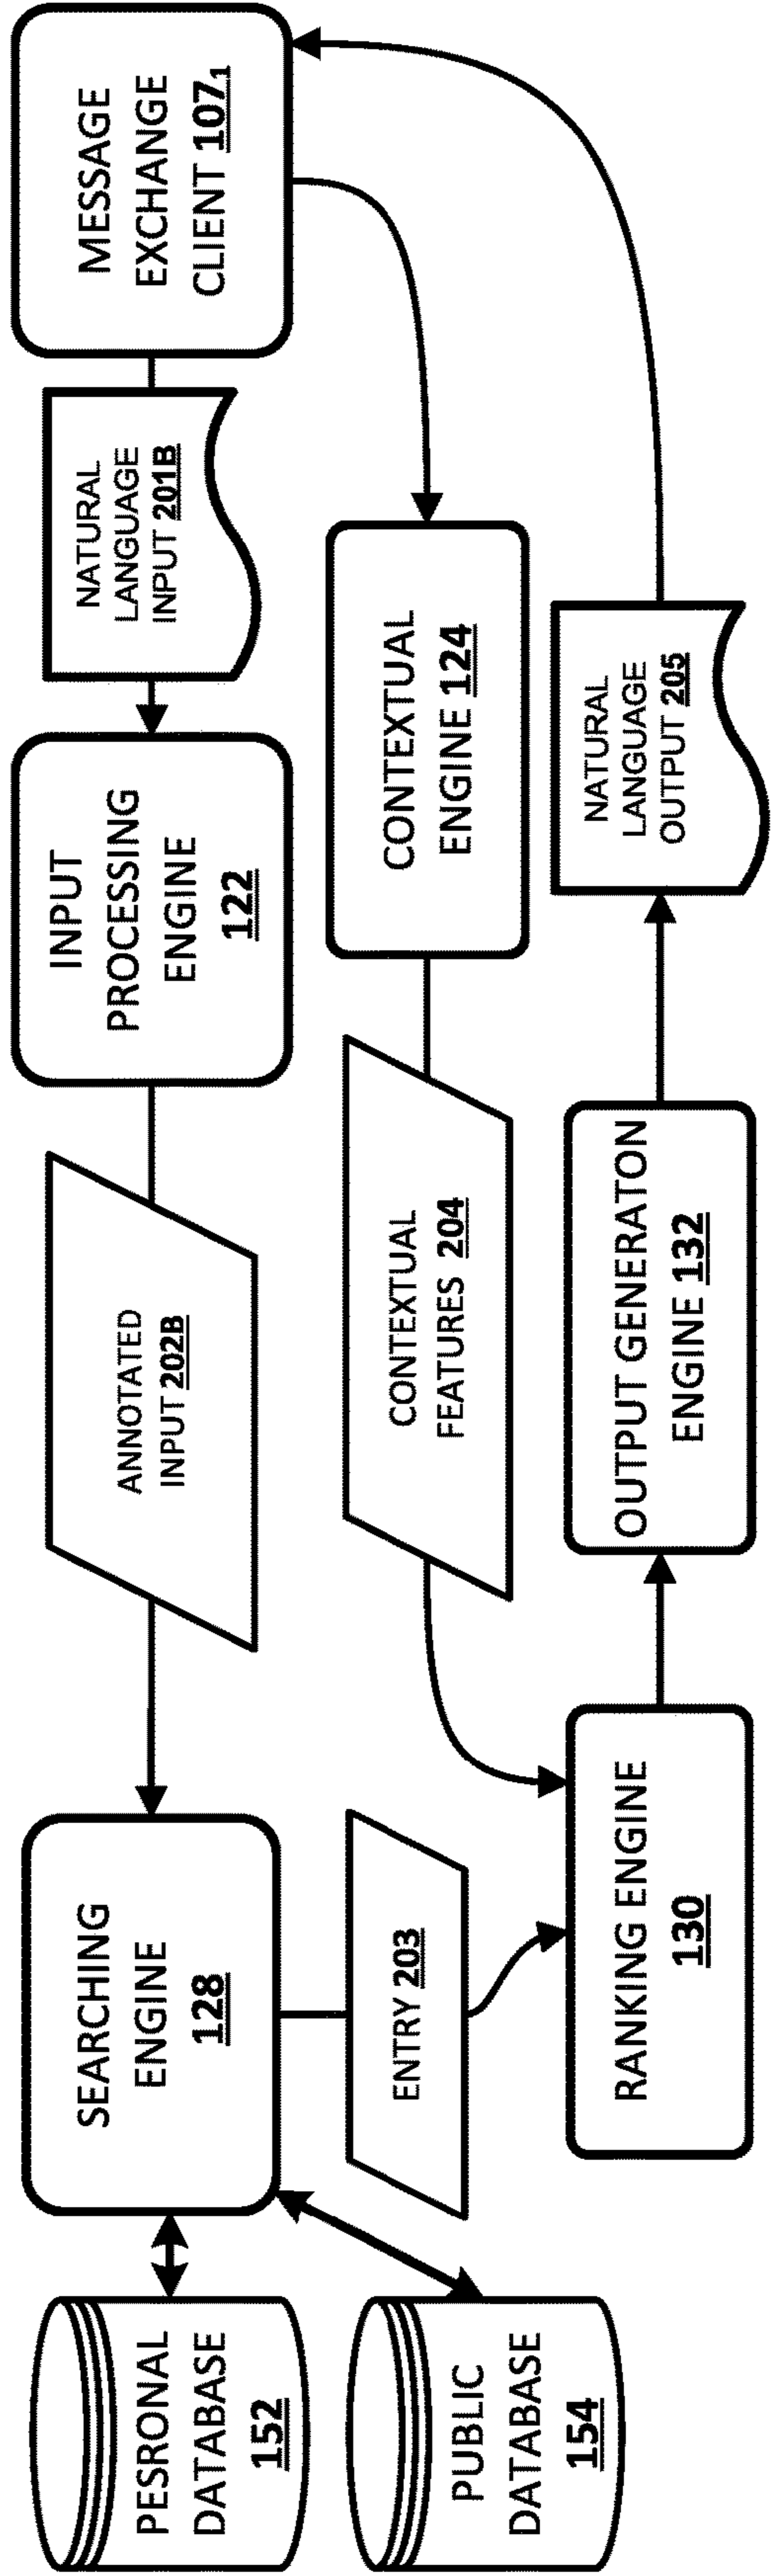 PESRONAL
DATABASE
152
SEARCHING
ENGINE
128
ANNOTATED
INPUT 202B
INPUT
PROCESSING
ENGINE
122
NATURAL
LANGUAGE
INPUT 201B
MESSAGE
EXCHANGE
CLIENT 107₁
PUBLIC
DATABASE
154
ENTRY 203
CONTEXTUAL
FEATURES 204
CONTEXTUAL
ENGINE 124
RANKING ENGINE
130
OUTPUT GENERATON
ENGINE 132
NATURAL
LANGUAGE
OUTPUT 205